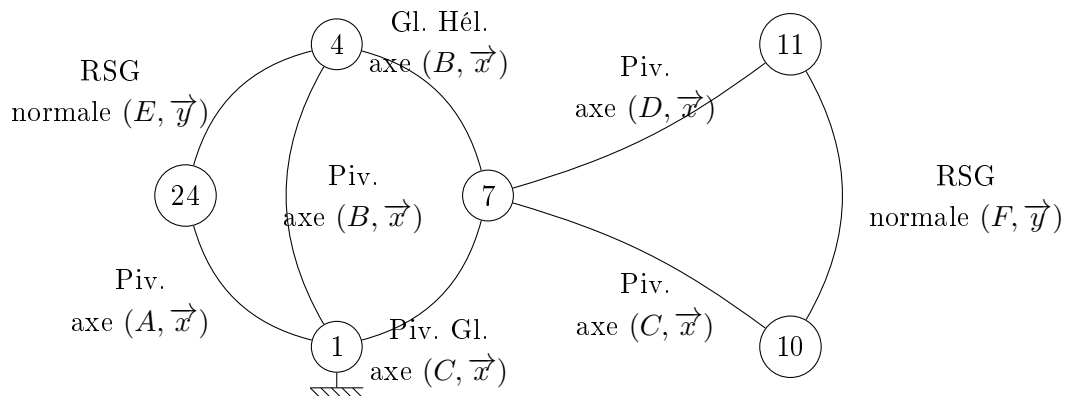 4
Gl. Hél.
axe (B, x⃗)
11
RSG
normale (E, y⃗)
Piv.
axe (D, x⃗)
24
Piv.
axe (B, x⃗)
7
RSG
normale (F, y⃗)
Piv.
axe (A, x⃗)
Piv.
axe (C, x⃗)
1
Piv. Gl.
axe (C, x⃗)
10